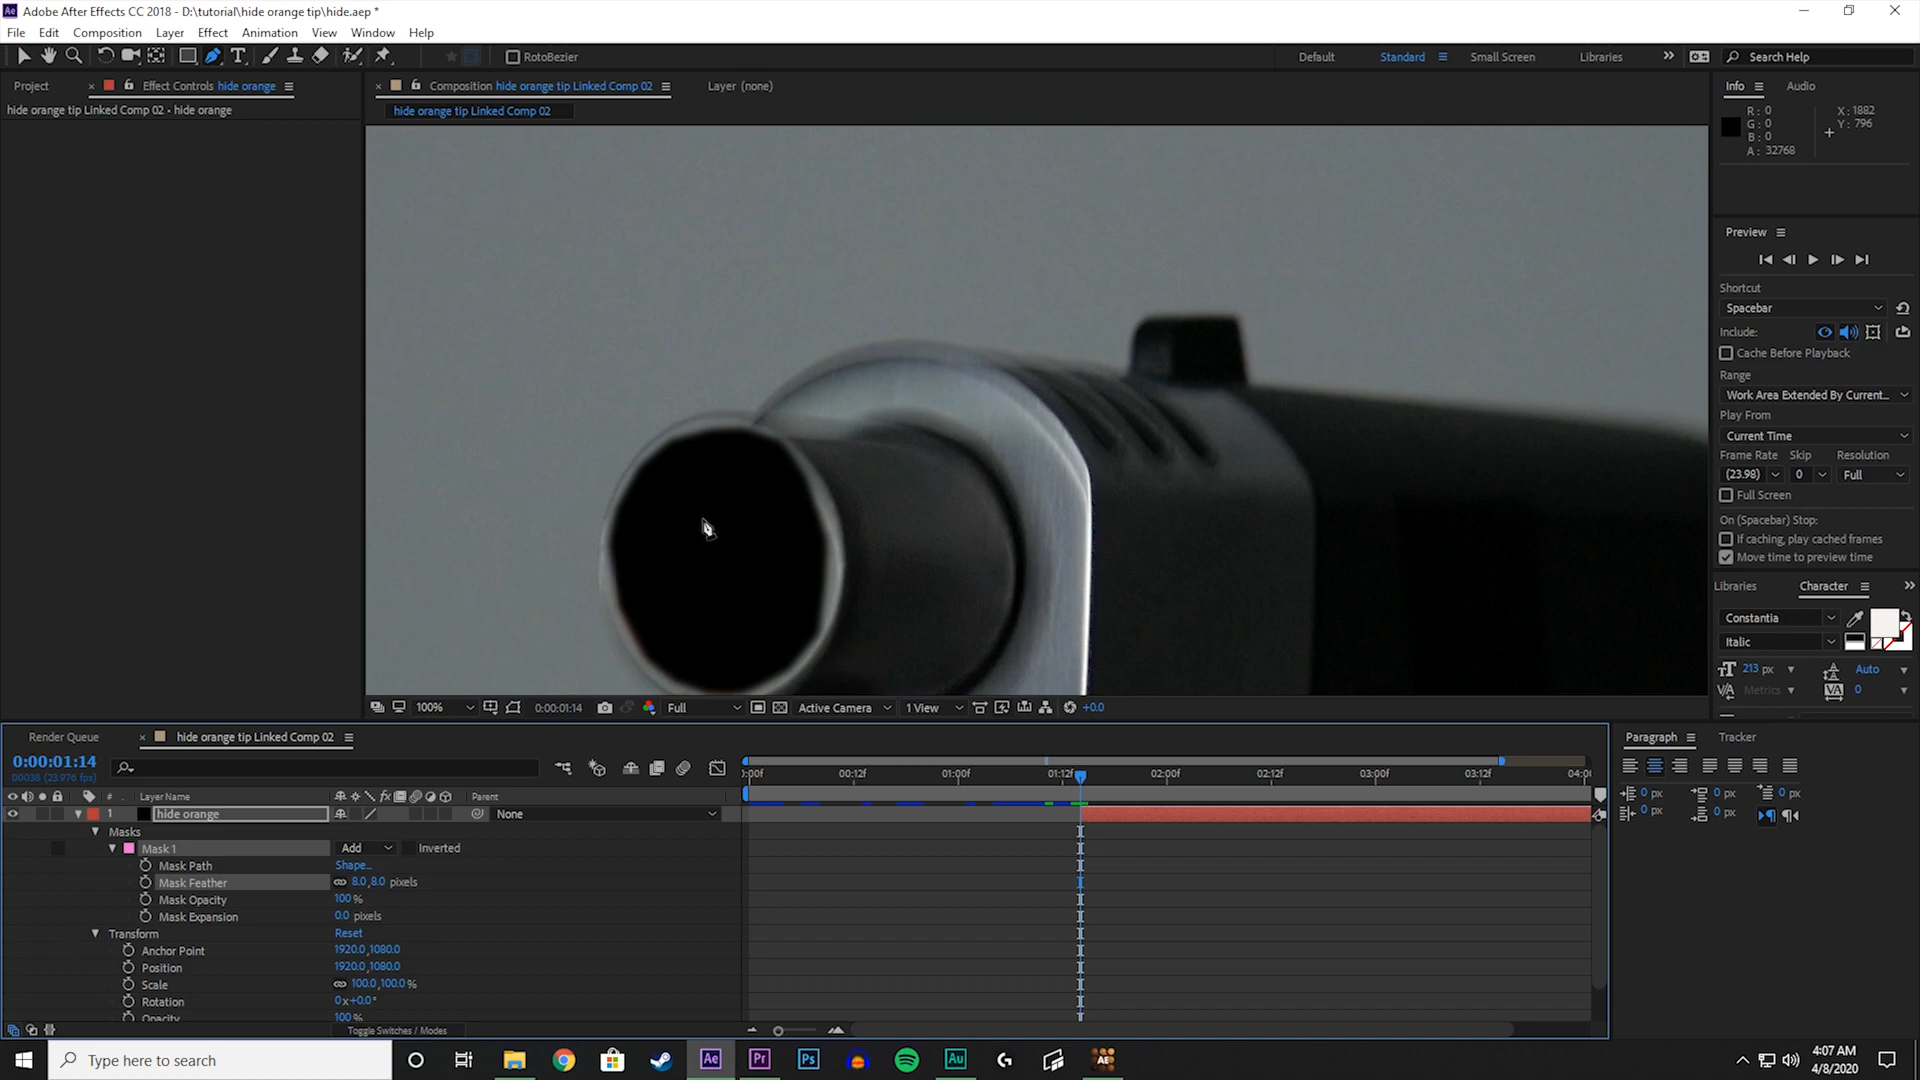 Adobe After Effects CC 2018 - D:\tutorial\hide orange tip\hide.aep *
File Edit Composition Layer Effect Animation View Window Help
RotoBezier
Default Standard Small Screen Libraries Search Help
Project Effect Controls hide orange
Composition hide orange tip Linked Comp 02 Layer (none)
Info Audio
hide orange tip Linked Comp 02 • hide orange
hide orange tip Linked Comp 02
R: 0
G: 0
B: 0
A: 32768
X: 1882
Y: 796
Preview
Shortcut
Spacebar
Include:
Cache Before Playback
Range
Work Area Extended By Current...
Play From
Current Time
Frame Rate Skip Resolution
(23.98) 0 Full
Full Screen
On (Spacebar) Stop:
If caching, play cached frames
Move time to preview time
Libraries Character
Constantia
Italic
213 px Auto
Metrics 0
100% 0:00:01:14 Full Active Camera 1 View +0.0
Render Queue hide orange tip Linked Comp 02
Paragraph Tracker
0:00:01:14
00038 (23.976 fps)
:00f 00:12f 01:00f 01:12f 02:00f 02:12f 03:00f 03:12f 04:0
# Layer Name Parent
1 hide orange None
Masks
Mask 1 Add Inverted
Mask Path Shape...
Mask Feather 8.0,8.0 pixels
Mask Opacity 100 %
Mask Expansion 0.0 pixels
Transform Reset
Anchor Point 1920.0,1080.0
Position 1920.0,1080.0
Scale 100.0,100.0 %
Rotation 0x+0.0°
Opacity 100 %
Toggle Switches / Modes
0 px 0 px 0 px
0 px 0 px
Type here to search
Ae Pr Ps Au AE
4:07 AM
4/8/2020